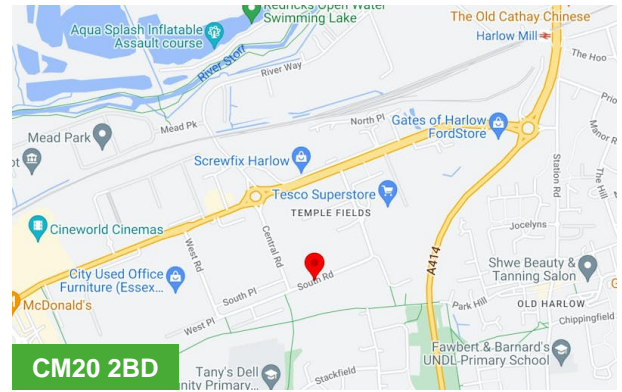 Redricks Open Water
Swimming Lake
The Old Cathay Chinese
Aqua Splash Inflatable
Assault course
Harlow Mill
River Stort
The Hoo
River Way
North Pl
Gates of Harlow
FordStore
Mead Pk
Mead Park
Manor R
Screwfix Harlow
Station Rd
The Hill
Tesco Superstore
TEMPLE FIELDS
Cineworld Cinemas
Jocelyns
West Rd
Central Rd
A414
City Used Office
Furniture (Essex...
South Rd
Shwe Beauty &
Tanning Salon
South Pl
McDonald's
Park Hill
OLD HARLOW
Chippingfield
West Pl
CM20 2BD
Tany's Dell
nity Primary...
Stackfield
Fawbert & Barnard's
UNDL Primary School